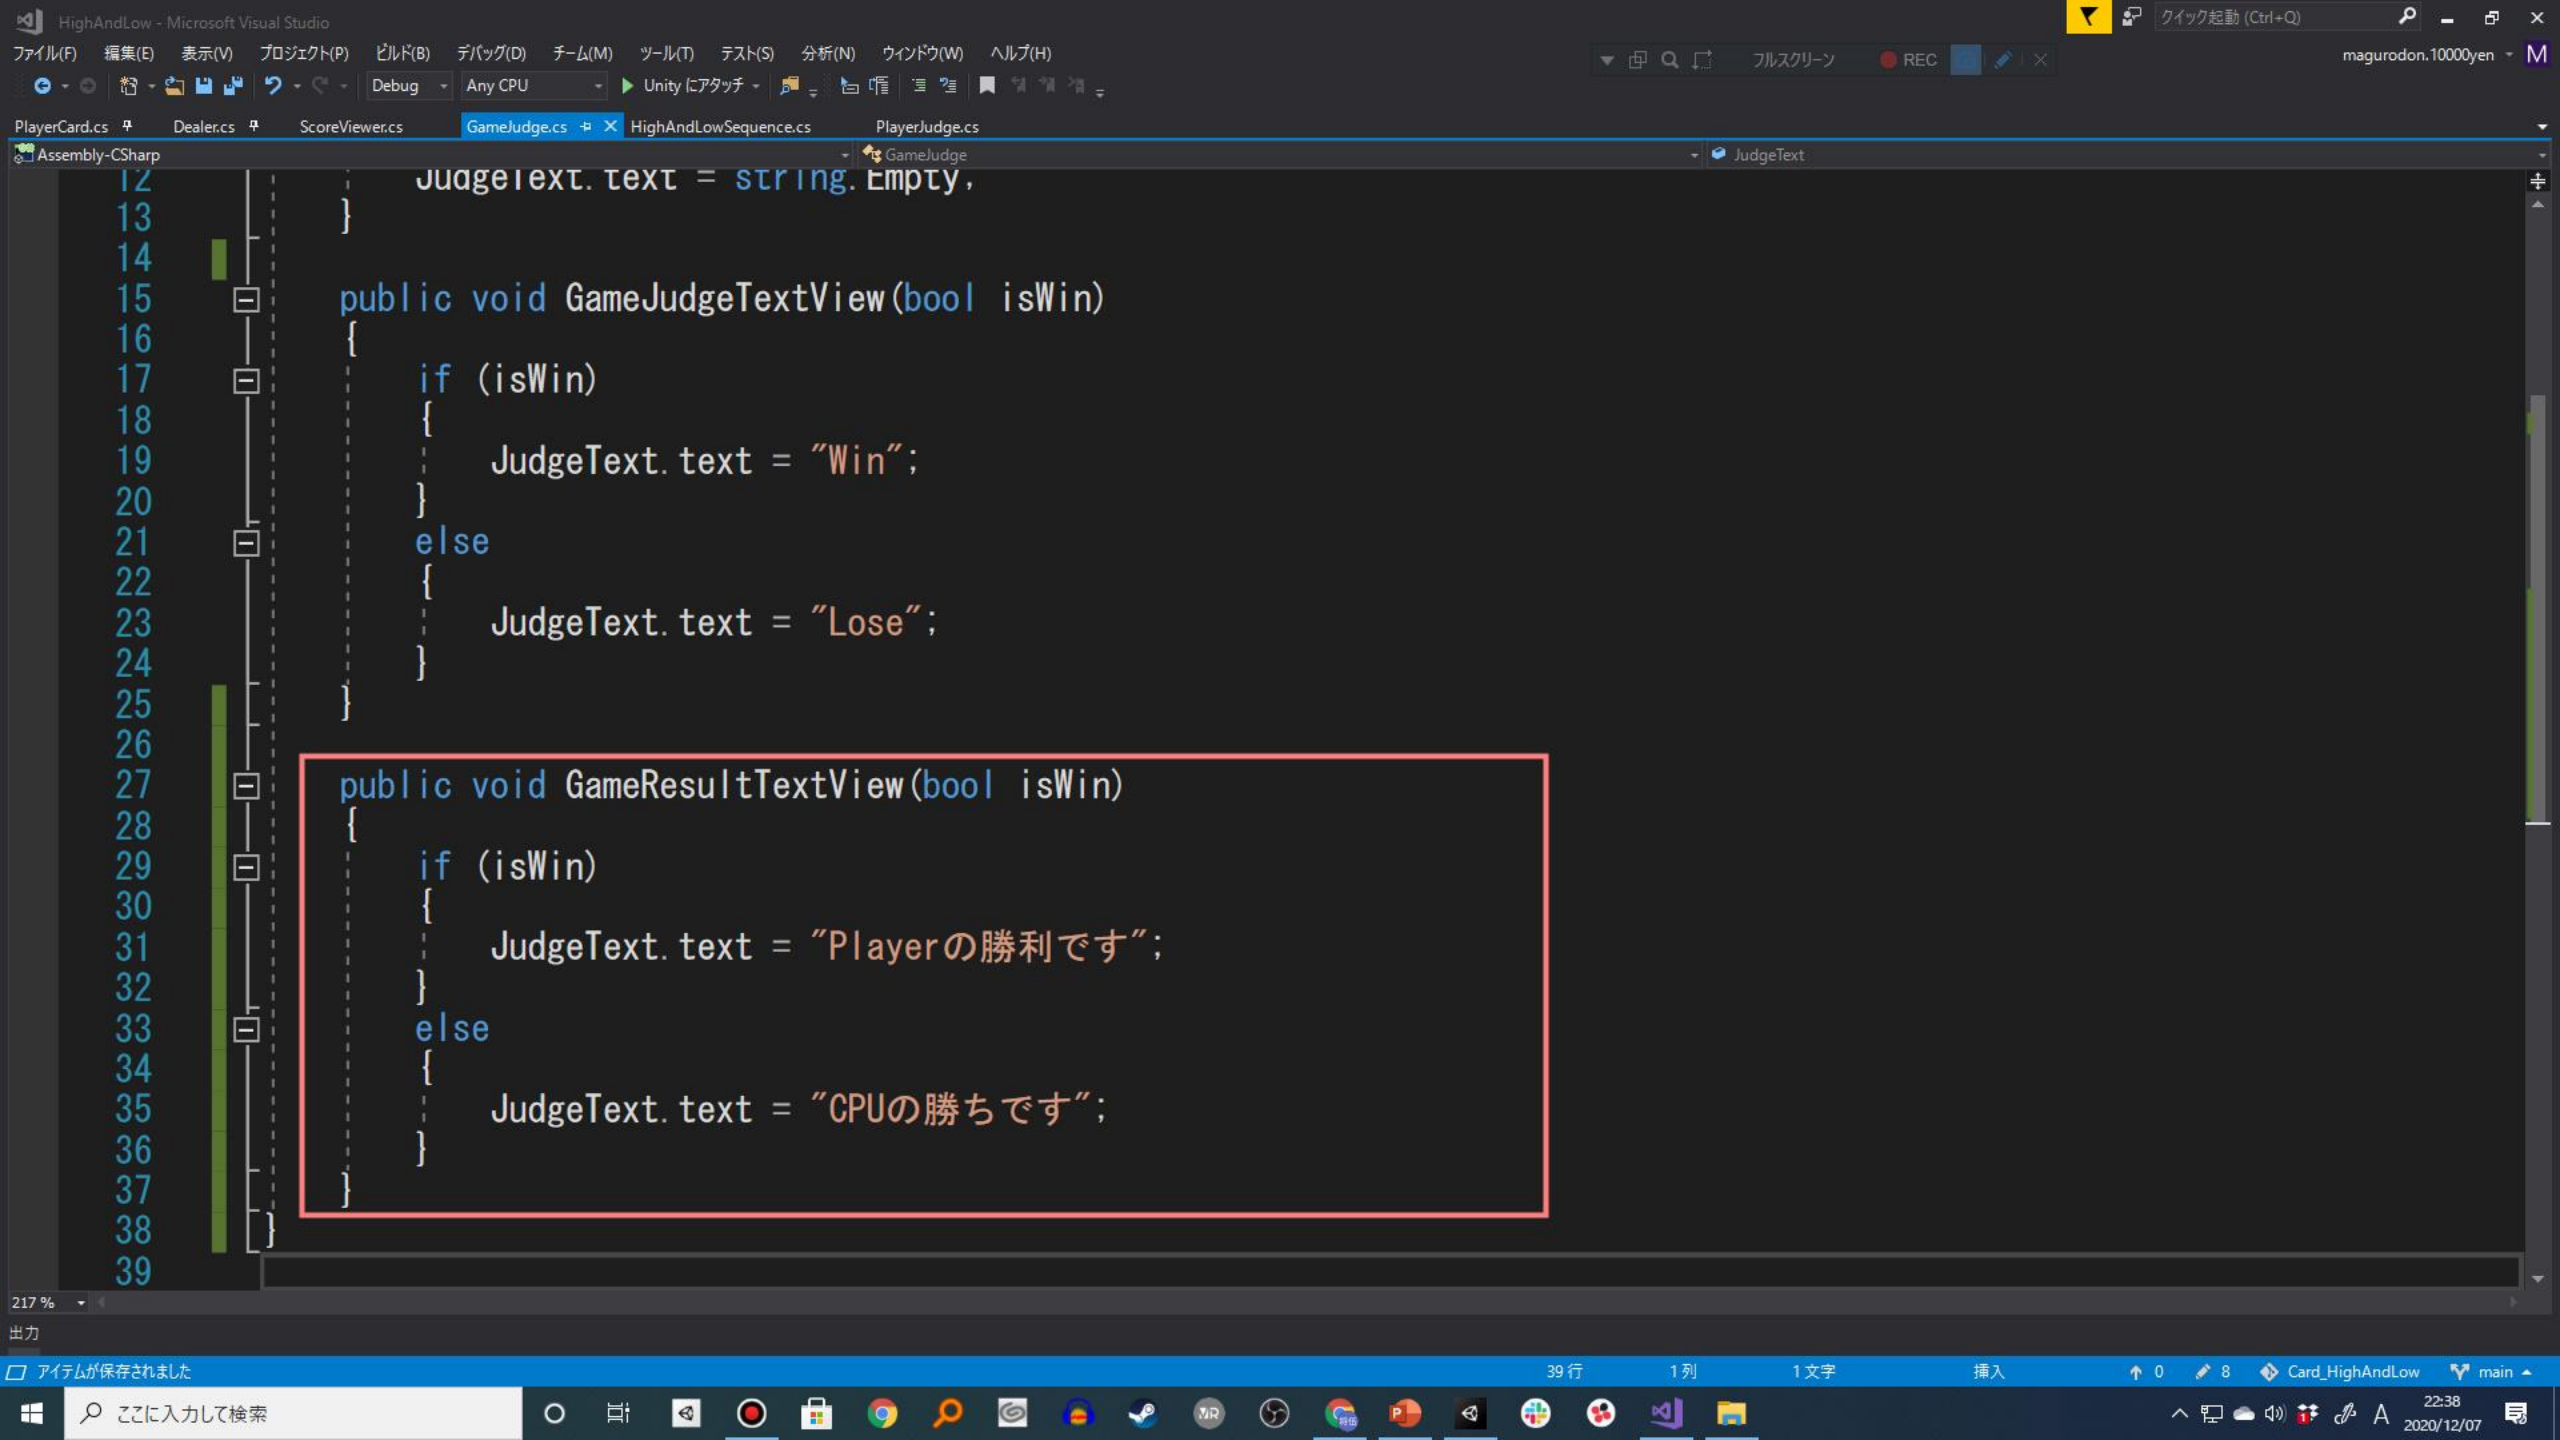 HighAndLow - Microsoft Visual Studio
クイック起動 (Ctrl+Q)
ファイル(F) 編集(E) 表示(V) プロジェクト(P) ビルド(B) デバッグ(D) チーム(M) ツール(T) テスト(S) 分析(N) ウィンドウ(W) ヘルプ(H)
フルスクリーン REC
magurodon.10000yen M
Debug Any CPU Unity にアタッチ
PlayerCard.cs Dealer.cs ScoreViewer.cs GameJudge.cs HighAndLowSequence.cs PlayerJudge.cs
Assembly-CSharp GameJudge JudgeText
12 JudgeText.text = string.Empty;
13 }
14
15 public void GameJudgeTextView(bool isWin)
16 {
17 if (isWin)
18 {
19 JudgeText.text = "Win";
20 }
21 else
22 {
23 JudgeText.text = "Lose";
24 }
25 }
26
27 public void GameResultTextView(bool isWin)
28 {
29 if (isWin)
30 {
31 JudgeText.text = "Playerの勝利です";
32 }
33 else
34 {
35 JudgeText.text = "CPUの勝ちです";
36 }
37 }
38 }
39
217 %
出力
アイテムが保存されました 39 行 1 列 1 文字 挿入 0 8 Card_HighAndLow main
ここに入力して検索
A 22:38
2020/12/07